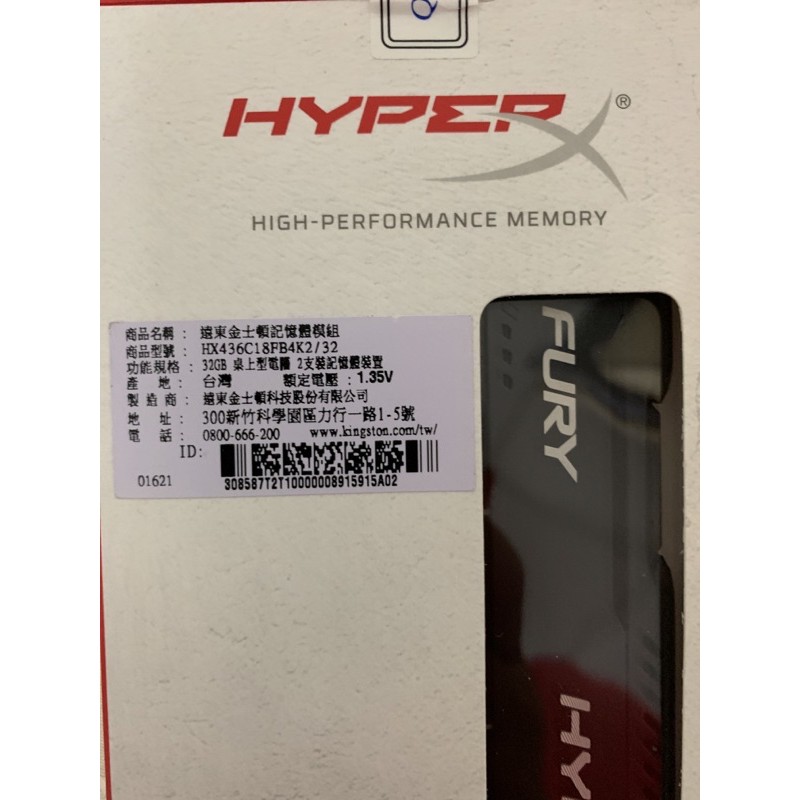 Q
HYPERX®
HIGH-PERFORMANCE MEMORY
FURY
商品名稱 : 遠東金士頓記憶體模組
商品型號 : HX436C18FB4K2/32
功能規格 : 32GB 桌上型電腦 2支裝記憶體裝置
產 地 : 台灣 額定電壓 : 1.35V
製 造 商 : 遠東金士頓科技股份有限公司
地 址 : 300新竹科學園區力行一路1-5號
電 話 : 0800-666-200 www.kingston.com/tw/
ID:
01621
308587T2T10000008915915A02
HY